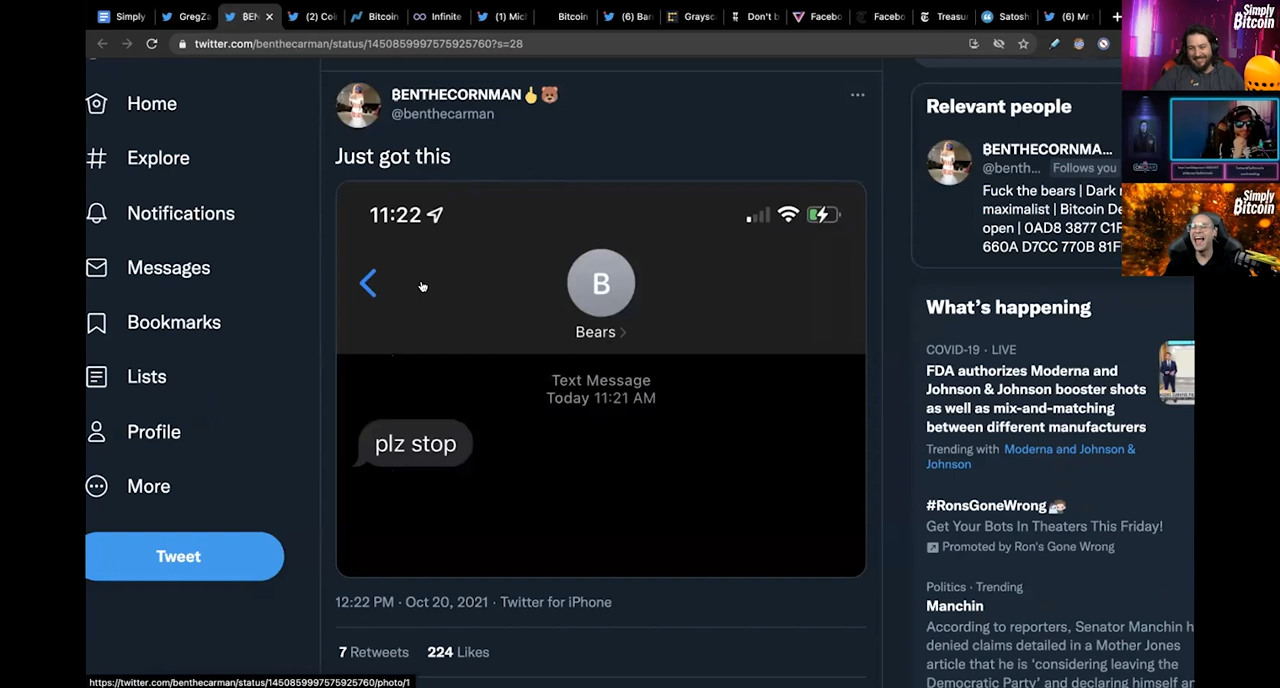 Simply
GregZa
BEN
(2) Coi
Bitcoin
Infinite
(1) Mic
Bitcoin
(6) Bar
Graysc
Don't b
Facebo
Facebo
Treasu
Satosh
(6) Mr
twitter.com/benthecarman/status/1450859997575925760?s=28
Simply
Bitcoin
Home
Explore
Notifications
Messages
Bookmarks
Lists
Profile
More
Tweet
₿ENTHECORNMAN🖕🐻
@benthecarman
Just got this
11:22
B
Bears
Text Message
Today 11:21 AM
plz stop
12:22 PM · Oct 20, 2021 · Twitter for iPhone
7 Retweets 224 Likes
Relevant people
₿ENTHECORNMA...
@benth... Follows you
Fuck the bears | Dark
maximalist | Bitcoin De
open | 0AD8 3877 C1F
660A D7CC 770B 81F
Simply
Bitcoin
What's happening
COVID-19 · LIVE
FDA authorizes Moderna and
Johnson & Johnson booster shots
as well as mix-and-matching
between different manufacturers
Trending with Moderna and Johnson &
Johnson
#RonsGoneWrong
Get Your Bots In Theaters This Friday!
Promoted by Ron's Gone Wrong
Politics · Trending
Manchin
According to reporters, Senator Manchin h
denied claims detailed in a Mother Jones
article that he is 'considering leaving the
Democratic Party' and declaring himself an
https://twitter.com/benthecarman/status/1450859997575925760/photo/1